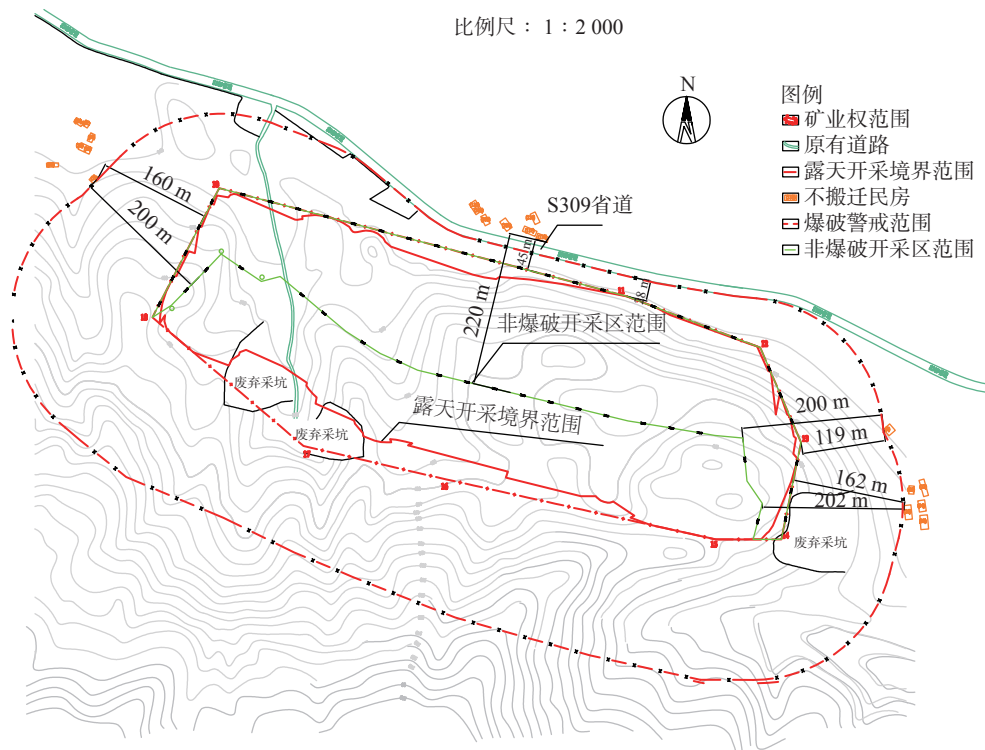 比例尺：1：2 000
N
图例
矿业权范围
原有道路
露天开采境界范围
不搬迁民房
爆破警戒范围
非爆破开采区范围
160 m
200 m
S309省道
45 m
220 m
非爆破开采区范围
废弃采坑
露天开采境界范围
废弃采坑
200 m
119 m
162 m
202 m
废弃采坑